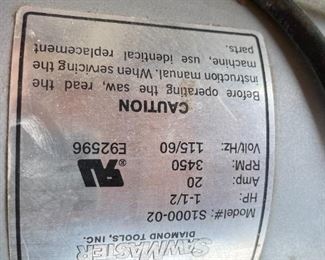 SAWMASTER
DIAMOND TOOLS, INC.
Model#: S1000-02
HP: 1-1/2
Amp: 20
RPM: 3450
Volt/Hz: 115/60 E92596
CAUTION
Before operating the saw, read the
instruction manual. When servicing the
machine, use identical replacement
parts.